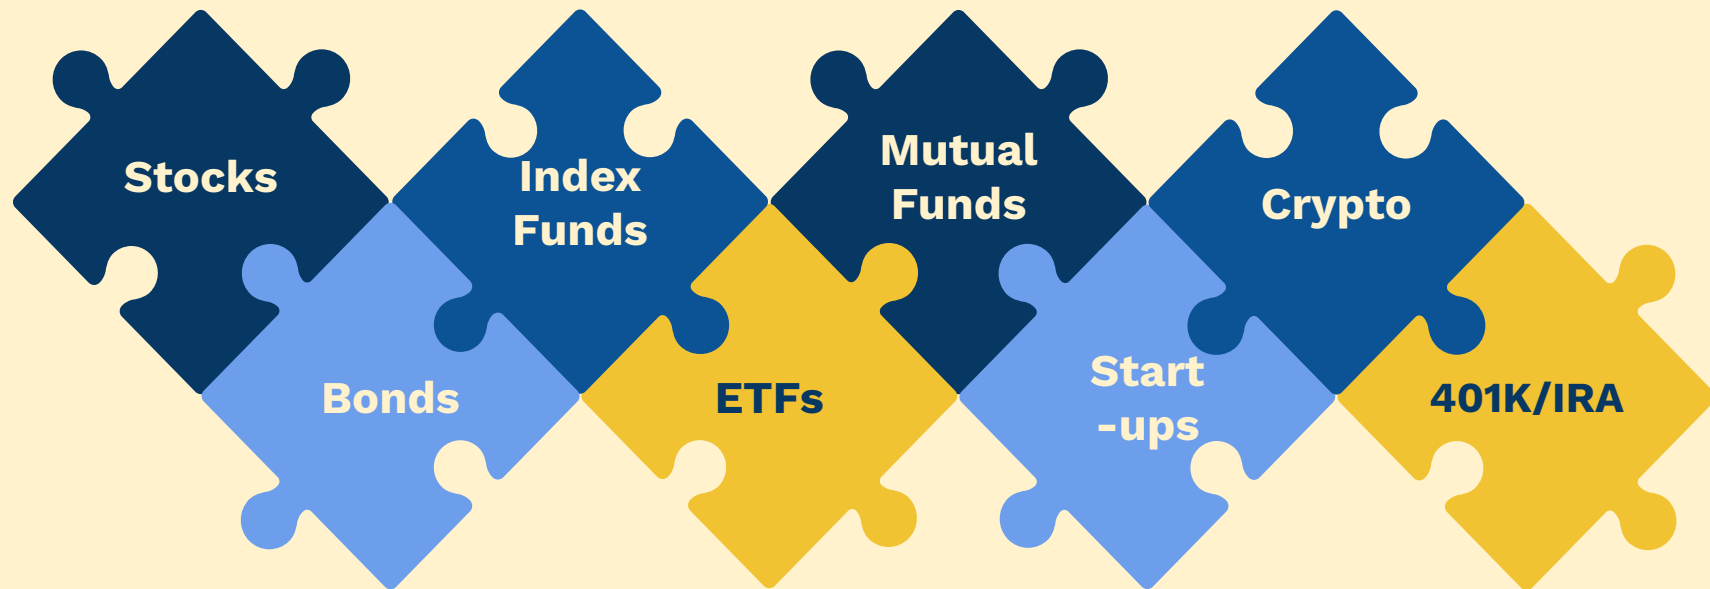 Stocks
Bonds
Index
Funds
ETFs
Mutual
Funds
Start
-ups
Crypto
401K/IRA